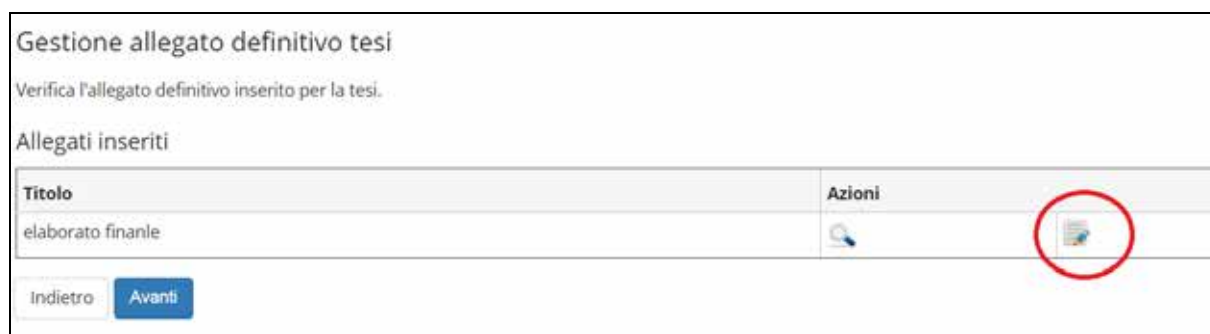 Gestione allegato definitivo tesi
Verifica l'allegato definitivo inserito per la tesi.
Allegati inseriti
Titolo Azioni
elaborato finanle
Indietro Avanti